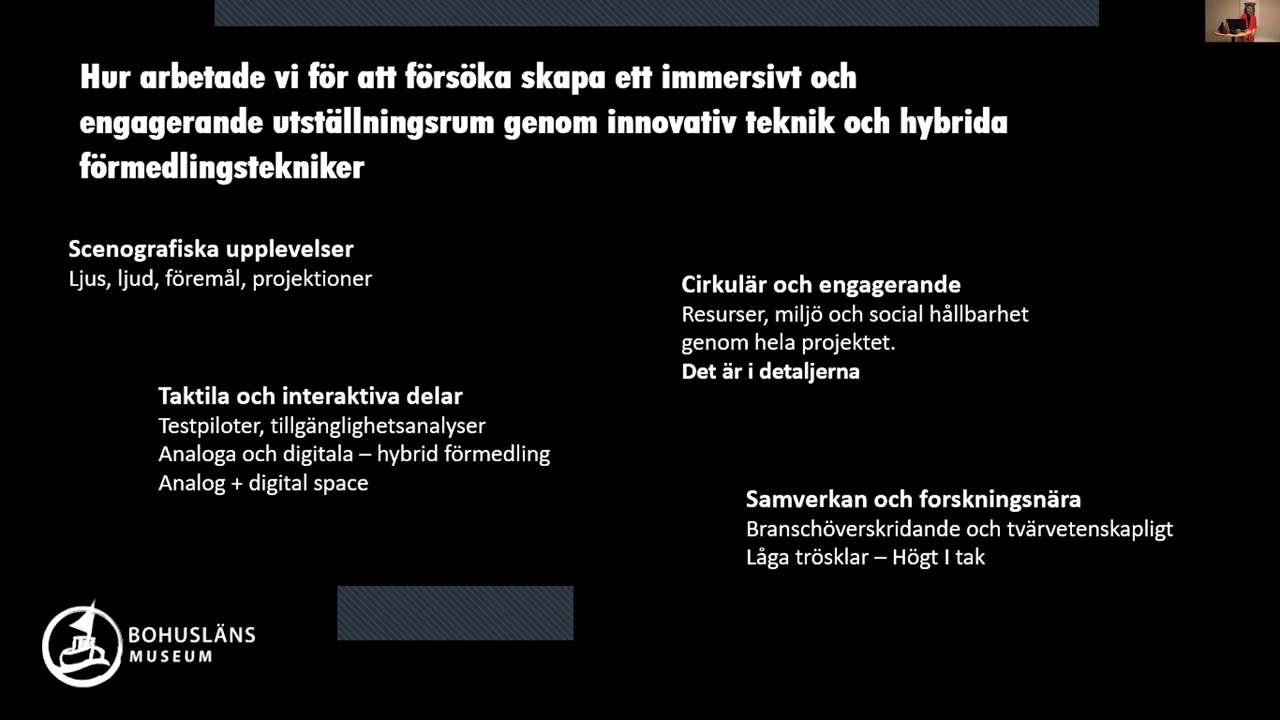 Hur arbetade vi för att försöka skapa ett immersivt och
engagerande utställningsrum genom innovativ teknik och hybrida
förmedlingstekniker
Scenografiska upplevelser
Ljus, ljud, föremål, projektioner
Cirkulär och engagerande
Resurser, miljö och social hållbarhet
genom hela projektet.
Det är i detaljerna
Taktila och interaktiva delar
Testpiloter, tillgänglighetsanalyser
Analoga och digitala – hybrid förmedling
Analog + digital space
Samverkan och forskningsnära
Branschöverskridande och tvärvetenskapligt
Låga trösklar – Högt I tak
BOHUSLÄNS
MUSEUM